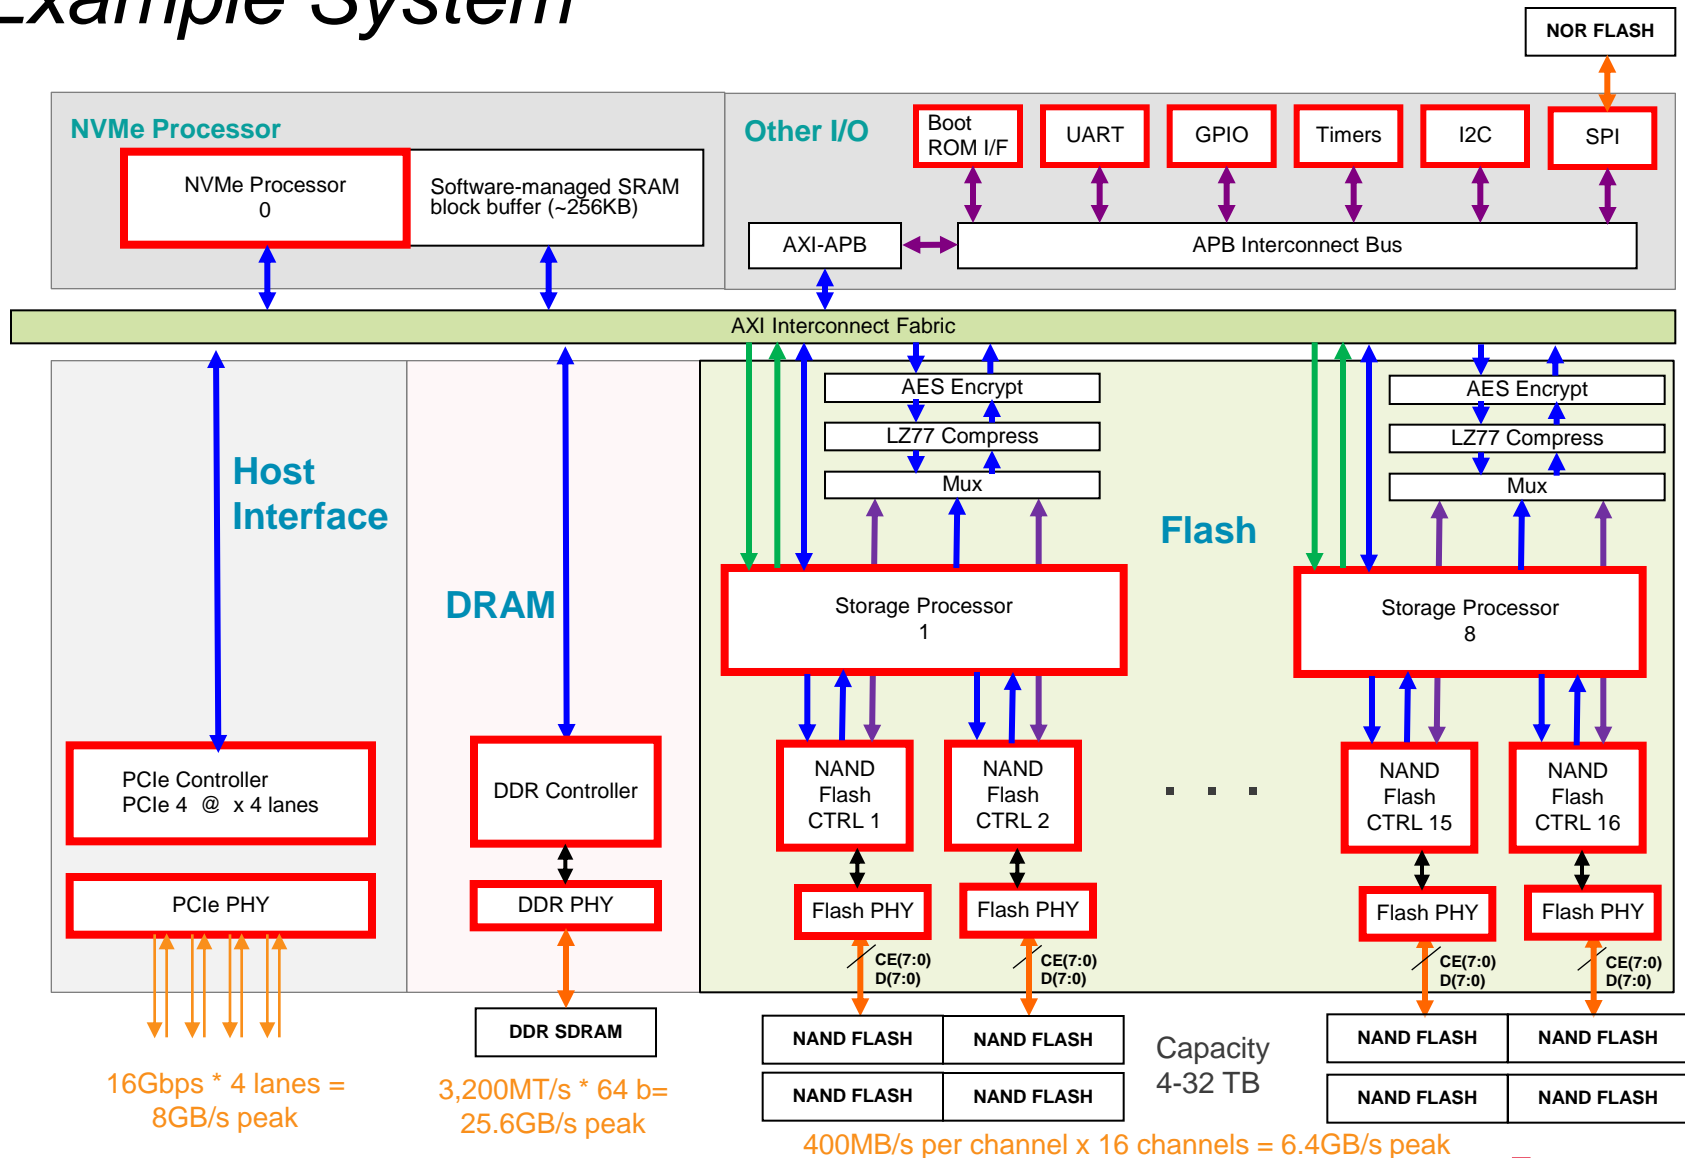 Example System
NOR FLASH
NVMe Processor
Other I/O
Boot
ROM I/F
UART
GPIO
Timers
I2C
SPI
NVMe Processor
0
Software-managed SRAM
block buffer (~256KB)
AXI-APB
APB Interconnect Bus
AXI Interconnect Fabric
AES Encrypt
LZ77 Compress
Mux
AES Encrypt
LZ77 Compress
Mux
Host
Interface
DRAM
Flash
Storage Processor
1
Storage Processor
8
PCIe Controller
PCIe 4 @ x 4 lanes
DDR Controller
NAND
Flash
CTRL 1
NAND
Flash
CTRL 2
. . .
NAND
Flash
CTRL 15
NAND
Flash
CTRL 16
PCIe PHY
DDR PHY
Flash PHY
Flash PHY
Flash PHY
Flash PHY
CE(7:0)
D(7:0)
CE(7:0)
D(7:0)
CE(7:0)
D(7:0)
CE(7:0)
D(7:0)
DDR SDRAM
NAND FLASH
NAND FLASH
NAND FLASH
NAND FLASH
Capacity
4-32 TB
NAND FLASH
NAND FLASH
NAND FLASH
NAND FLASH
16Gbps * 4 lanes =
8GB/s peak
3,200MT/s * 64 b=
25.6GB/s peak
400MB/s per channel x 16 channels = 6.4GB/s peak